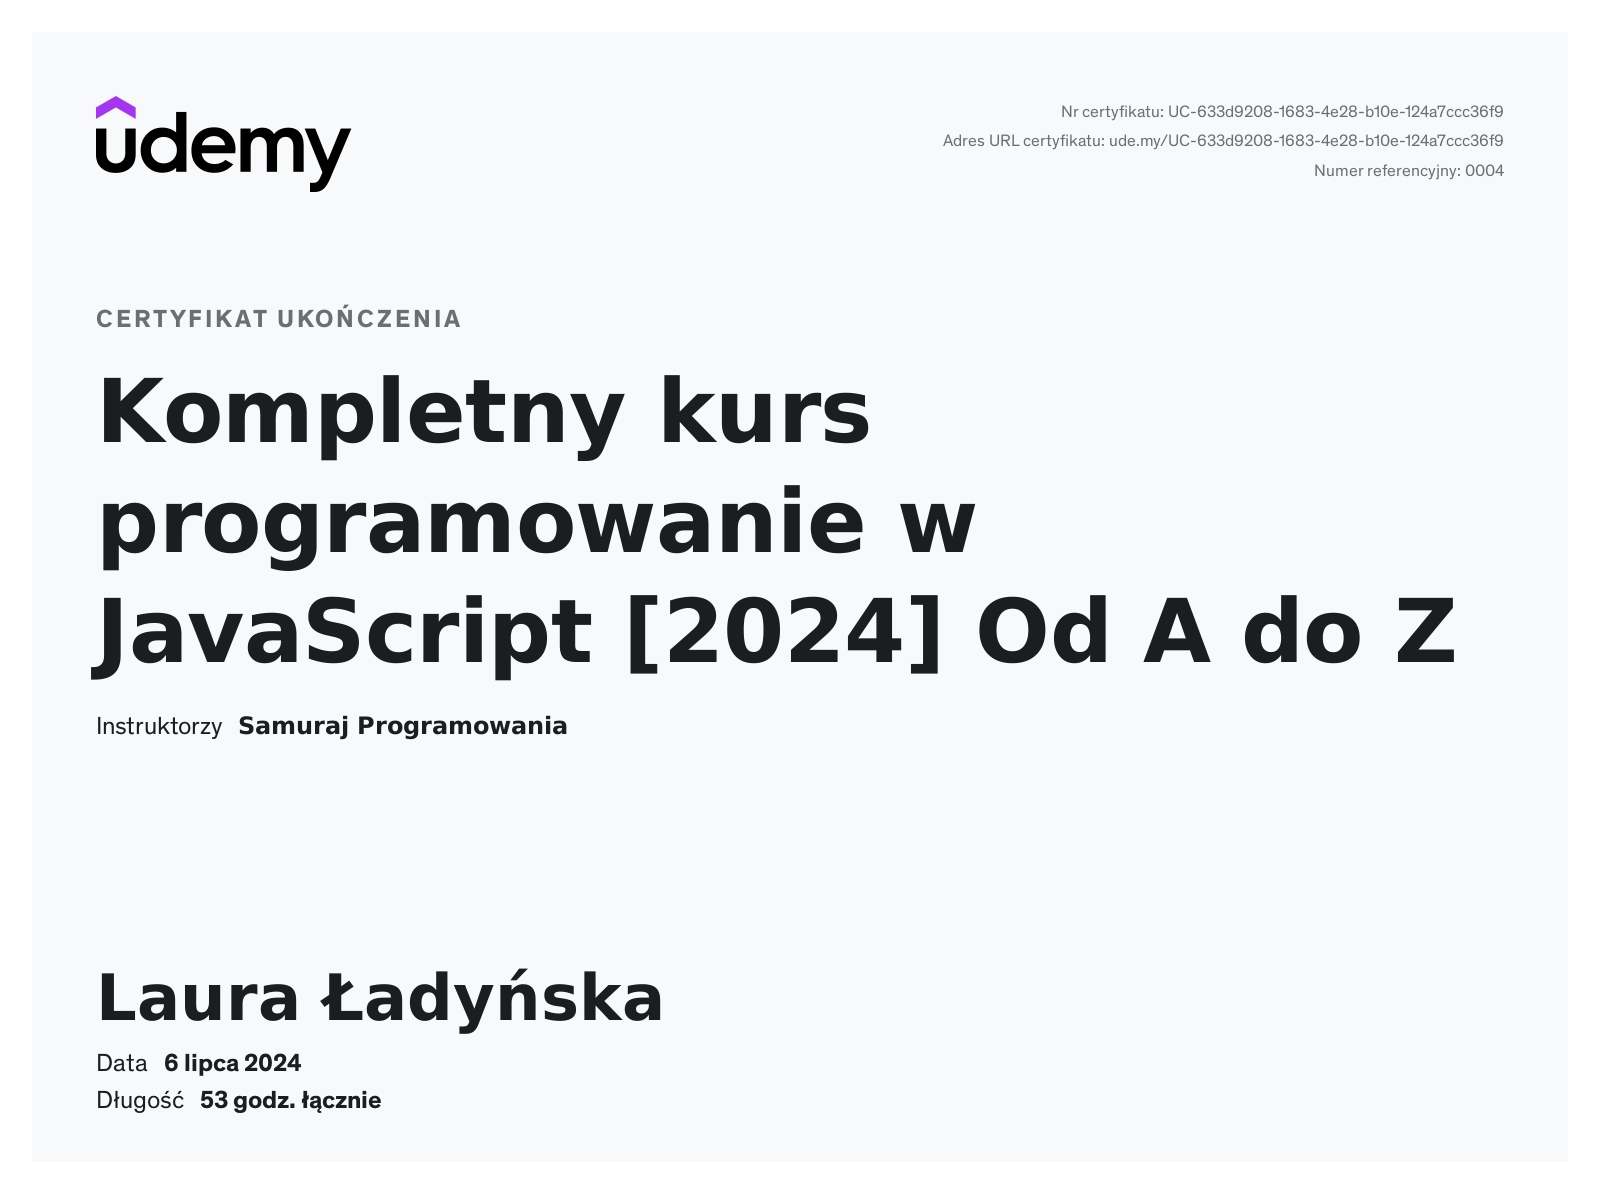 udemy
Nr certyfikatu: UC-633d9208-1683-4e28-b10e-124a7ccc36f9
Adres URL certyfikatu: ude.my/UC-633d9208-1683-4e28-b10e-124a7ccc36f9
Numer referencyjny: 0004
CERTYFIKAT UKOŃCZENIA
Kompletny kurs
programowanie w
JavaScript [2024] Od A do Z
Instruktorzy Samuraj Programowania
Laura Ładyńska
Data 6 lipca 2024
Długość 53 godz. łącznie